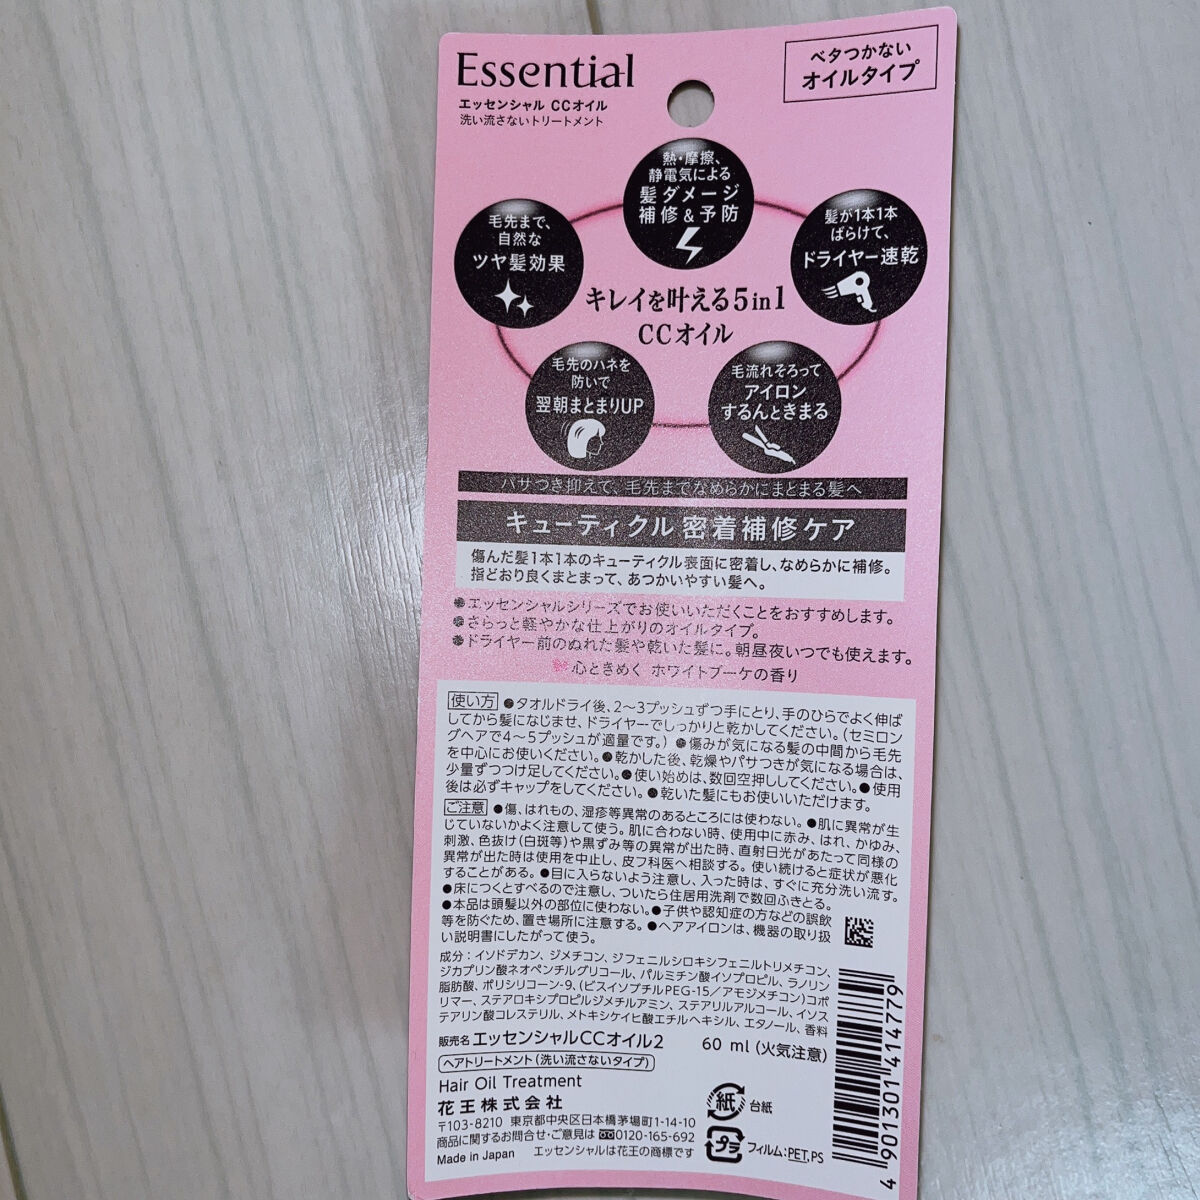 Essential
エッセンシャル CCオイル
洗い流さないトリートメント
ベタつかない
オイルタイプ
熱・摩擦、
静電気による
髪ダメージ
補修&予防
毛先まで、
自然な
ツヤ髪効果
髪が1本1本
ばらけて、
ドライヤー速乾
キレイを叶える5in1
CCオイル
毛先のハネを
防いで
翌朝まとまりUP
毛流れそろって
アイロン
するんときまる
パサつき抑えて、毛先までなめらかにまとまる髪へ
キューティクル密着補修ケア
傷んだ髪1本1本のキューティクル表面に密着し、なめらかに補修。
指どおり良くまとまって、あつかいやすい髪へ。
●エッセンシャルシリーズでお使いいただくことをおすすめします。
●さらっと軽やかな仕上がりのオイルタイプ。
●ドライヤー前のぬれた髪や乾いた髪に。朝昼夜いつでも使えます。
♥心ときめく ホワイトブーケの香り
使い方 ●タオルドライ後、2〜3プッシュずつ手にとり、手のひらでよく伸ば
してから髪になじませ、ドライヤーでしっかりと乾かしてください。(セミロン
グヘアで4〜5プッシュが適量です。) ●傷みが気になる髪の中間から毛先
を中心にお使いください。●乾かした後、乾燥やパサつきが気になる場合は、
少量ずつつけ足してください。●使い始めは、数回空押ししてください。●使用
後は必ずキャップをしてください。●乾いた髪にもお使いいただけます。
ご注意 ●傷、はれもの、湿疹等異常のあるところには使わない。●肌に異常が生
じていないかよく注意して使う。肌に合わない時、使用中に赤み、はれ、かゆみ、
刺激、色抜け(白斑等)や黒ずみ等の異常が出た時、直射日光があたって同様の
異常が出た時は使用を中止し、皮フ科医へ相談する。使い続けると症状が悪化
することがある。●目に入らないよう注意し、入った時は、すぐに充分洗い流す。
●床につくとすべるので注意し、ついたら住居用洗剤で数回ふきとる。
●本品は頭髪以外の部位に使わない。●子供や認知症の方などの誤飲
等を防ぐため、置き場所に注意する。●ヘアアイロンは、機器の取り扱
い説明書にしたがって使う。
成分:イソドデカン、ジメチコン、ジフェニルシロキシフェニルトリメチコン、
ジカプリン酸ネオペンチルグリコール、パルミチン酸イソプロピル、ラノリン
脂肪酸、ポリシリコーン-9、(ビスイソブチルPEG-15/アモジメチコン)コポ
リマー、ステアロキシプロピルジメチルアミン、ステアリルアルコール、イソス
テアリン酸コレステリル、メトキシケイヒ酸エチルヘキシル、エタノール、香料
販売名 エッセンシャルCCオイル2 60 ml (火気注意)
ヘアトリートメント(洗い流さないタイプ)
Hair Oil Treatment
花王株式会社
〒103-8210 東京都中央区日本橋茅場町1-14-10
商品に関するお問合せ・ご意見は 0120-165-692
Made in Japan エッセンシャルは花王の商標です
紙 台紙
プラ フィルム:PET,PS
4 901301 414779